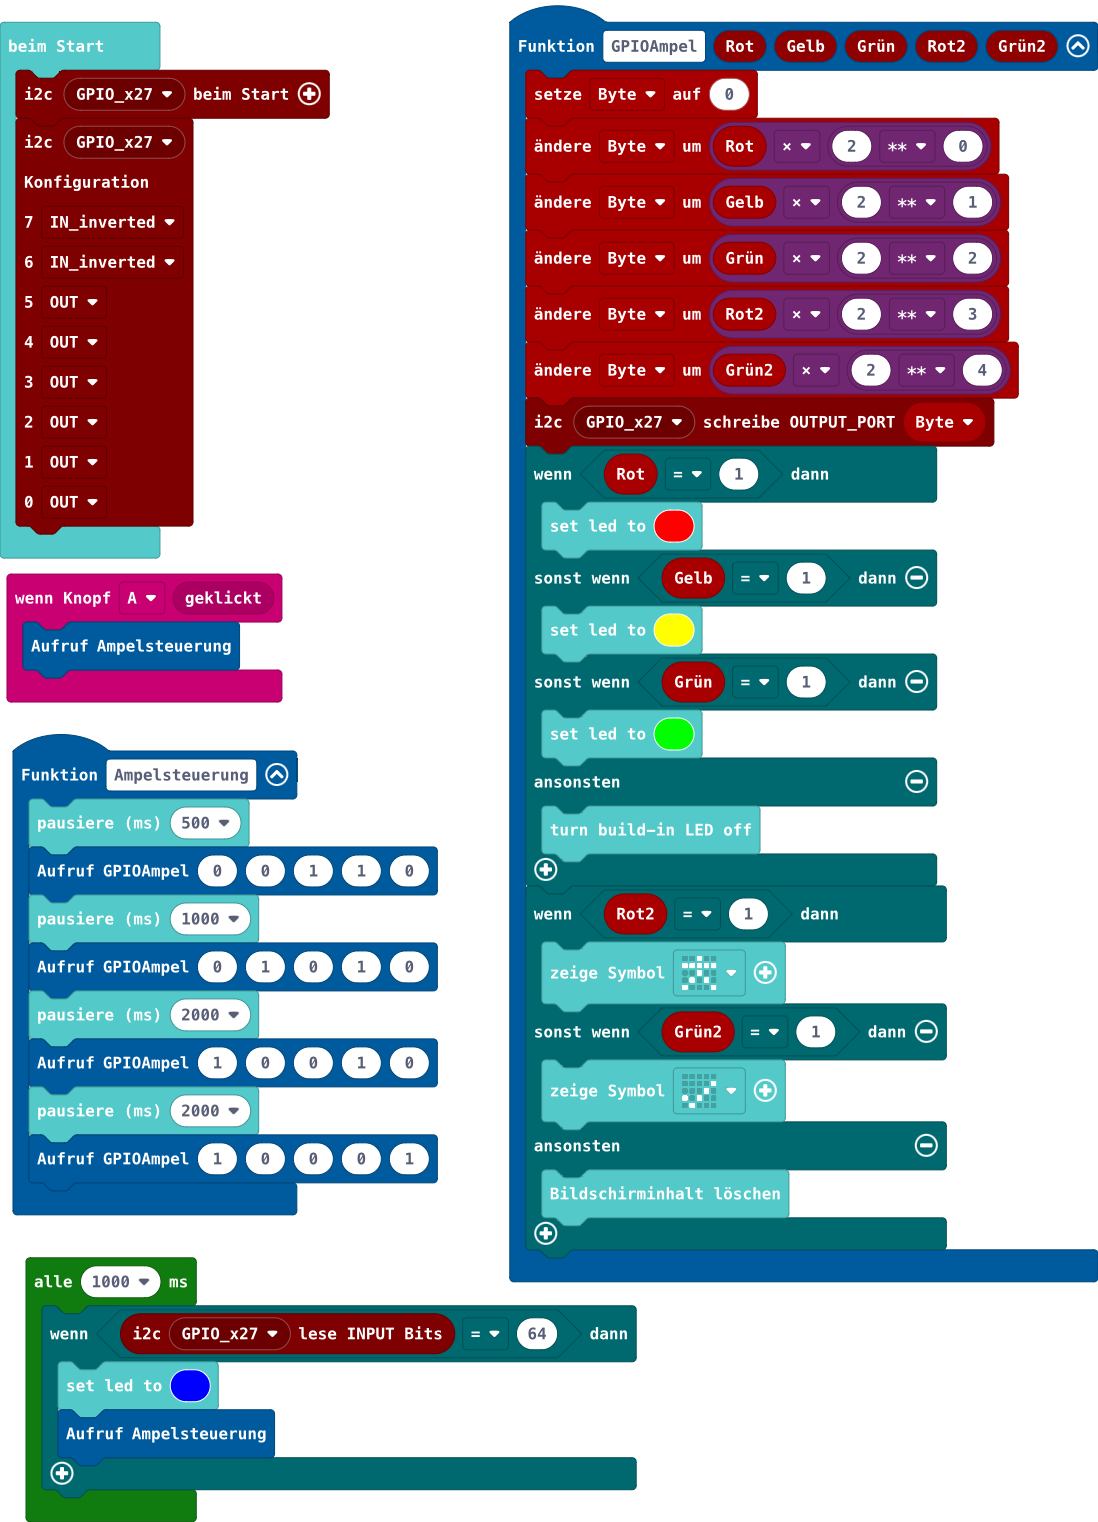 beim Start
i2c GPIO_x27 beim Start
i2c GPIO_x27
Konfiguration
7 IN_inverted
6 IN_inverted
5 OUT
4 OUT
3 OUT
2 OUT
1 OUT
0 OUT
wenn Knopf A geklickt
Aufruf Ampelsteuerung
Funktion Ampelsteuerung
pausiere (ms) 500
Aufruf GPIOAmpel 0 0 1 1 0
pausiere (ms) 1000
Aufruf GPIOAmpel 0 1 0 1 0
pausiere (ms) 2000
Aufruf GPIOAmpel 1 0 0 1 0
pausiere (ms) 2000
Aufruf GPIOAmpel 1 0 0 0 1
Funktion GPIOAmpel Rot Gelb Grün Rot2 Grün2
setze Byte auf 0
ändere Byte um Rot × 2 ** 0
ändere Byte um Gelb × 2 ** 1
ändere Byte um Grün × 2 ** 2
ändere Byte um Rot2 × 2 ** 3
ändere Byte um Grün2 × 2 ** 4
i2c GPIO_x27 schreibe OUTPUT_PORT Byte
wenn Rot = 1 dann
set led to
sonst wenn Gelb = 1 dann
set led to
sonst wenn Grün = 1 dann
set led to
ansonsten
turn build-in LED off
wenn Rot2 = 1 dann
zeige Symbol
sonst wenn Grün2 = 1 dann
zeige Symbol
ansonsten
Bildschirminhalt löschen
alle 1000 ms
wenn i2c GPIO_x27 lese INPUT Bits = 64 dann
set led to
Aufruf Ampelsteuerung